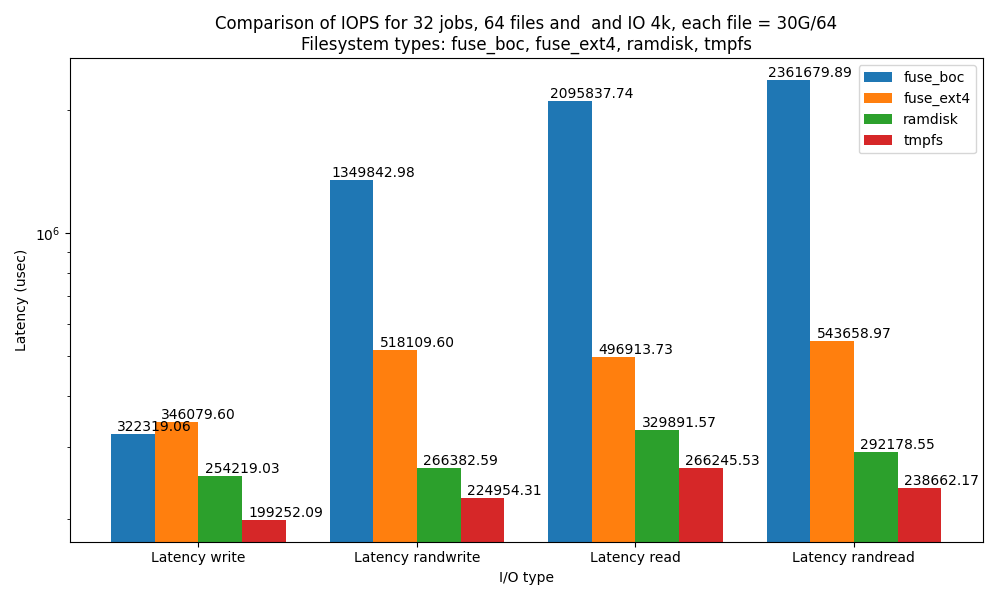 Comparison of IOPS for 32 jobs, 64 files and  and IO 4k, each file = 30G/64
Filesystem types: fuse_boc, fuse_ext4, ramdisk, tmpfs
2361679.89
2095837.74
1349842.98
543658.97
518109.60
496913.73
346079.60
322319.06
329891.57
292178.55
254219.03
266382.59
266245.53
238662.17
224954.31
199252.09
fuse_boc
fuse_ext4
ramdisk
tmpfs
10^6
Latency (usec)
Latency write
Latency randwrite
Latency read
Latency randread
I/O type